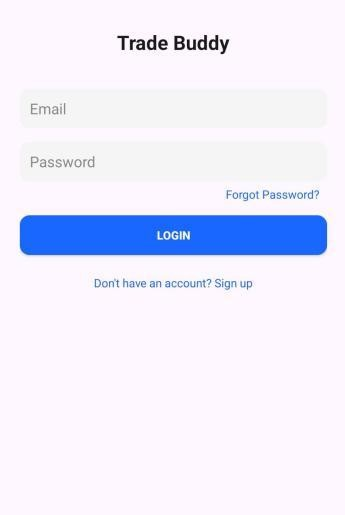 Trade Buddy
Email
Password
Forgot Password?
LOGIN
Don't have an account? Sign up